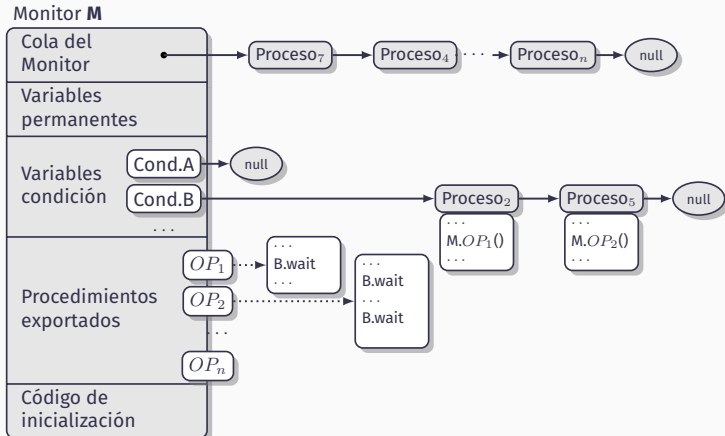 Monitor M
Cola del
Monitor
Proceso₇
Proceso₄
...
Procesoₙ
null
Variables
permanentes
Variables
condición
Cond.A
null
Cond.B
Proceso₂
Proceso₅
null
...
...
M.OP₁()
...
...
M.OP₂()
...
Procedimientos
exportados
OP₁
...
B.wait
...
OP₂
...
B.wait
...
B.wait
...
OPₙ
Código de
inicialización